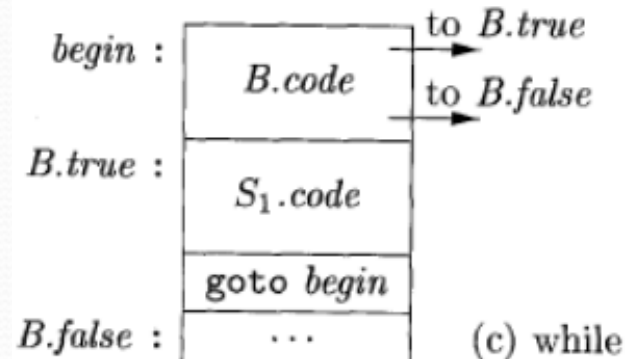 to B.true
begin :
B.code
to B.false
B.true :
S₁.code
goto begin
B.false : ... (c) while